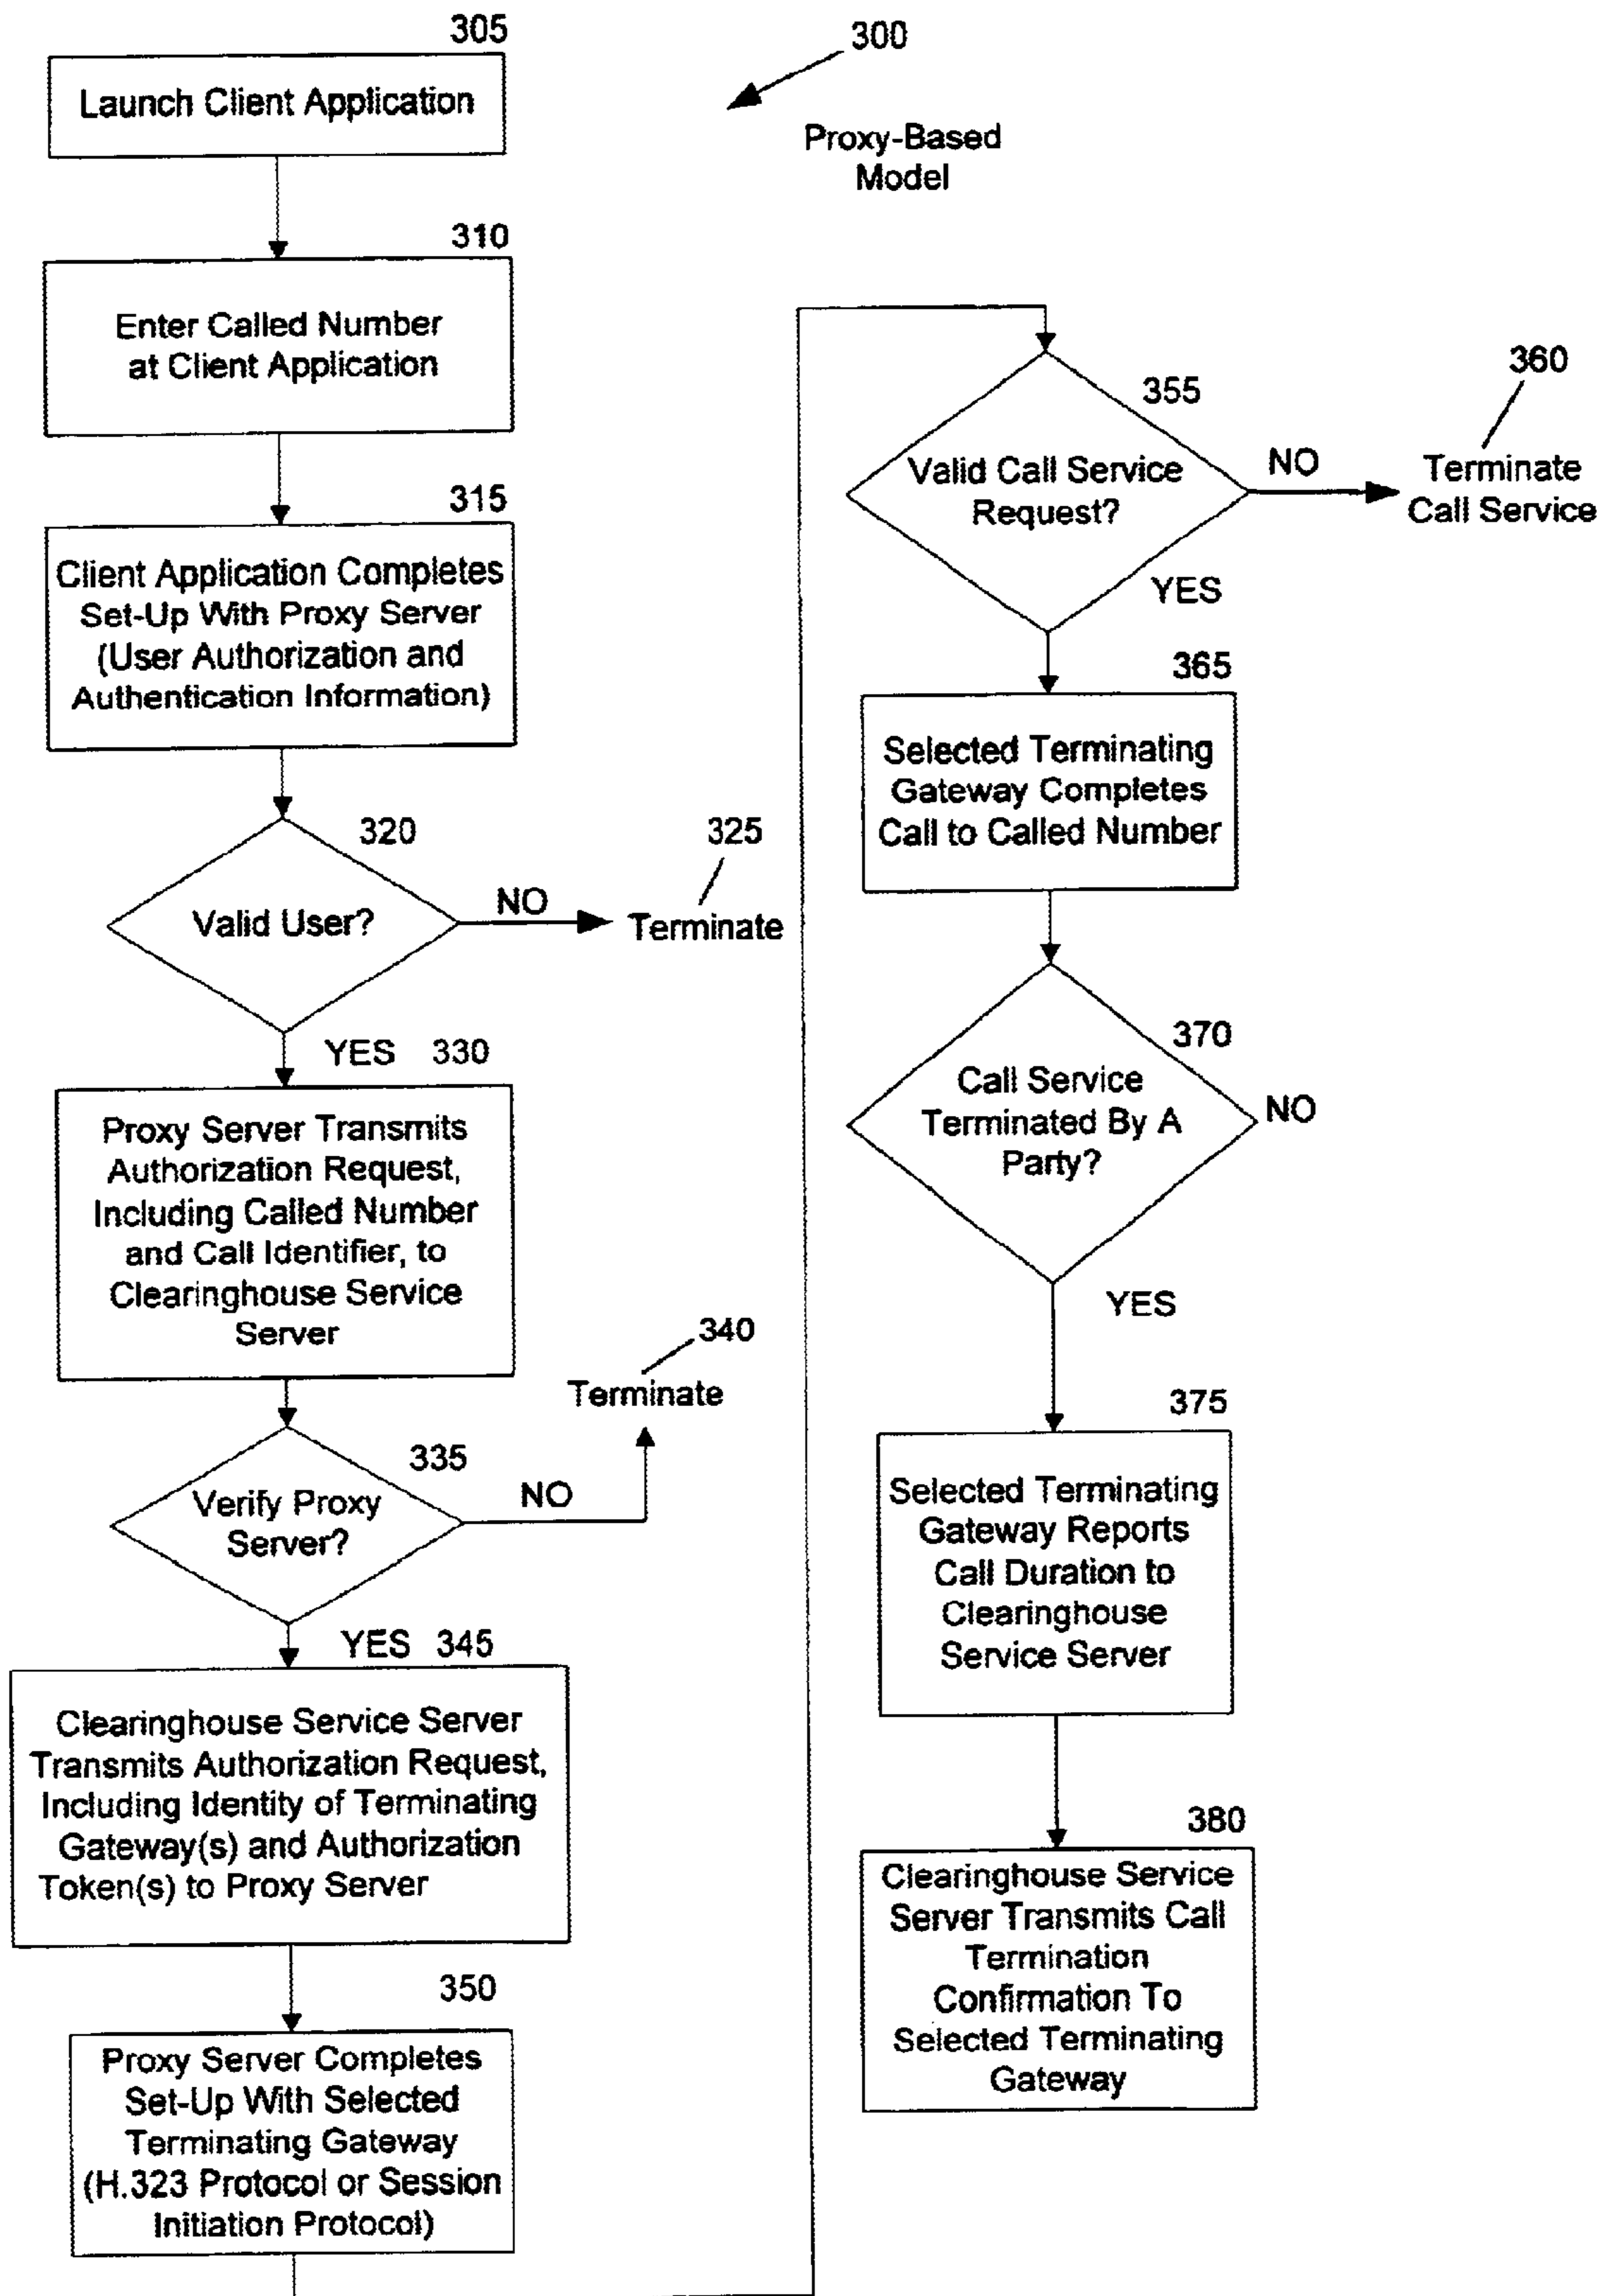 305
Launch Client Application
300
Proxy-Based
Model
310
Enter Called Number
at Client Application
315
Client Application Completes
Set-Up With Proxy Server
(User Authorization and
Authentication Information)
320
Valid User?
NO
325
Terminate
YES 330
Proxy Server Transmits
Authorization Request,
Including Called Number
and Call Identifier, to
Clearinghouse Service
Server
335
Verify Proxy
Server?
NO
340
Terminate
YES 345
Clearinghouse Service Server
Transmits Authorization Request,
Including Identity of Terminating
Gateway(s) and Authorization
Token(s) to Proxy Server
350
Proxy Server Completes
Set-Up With Selected
Terminating Gateway
(H.323 Protocol or Session
Initiation Protocol)
355
Valid Call Service
Request?
NO
360
Terminate
Call Service
YES
365
Selected Terminating
Gateway Completes
Call to Called Number
370
Call Service
Terminated By A
Party?
NO
YES
375
Selected Terminating
Gateway Reports
Call Duration to
Clearinghouse
Service Server
380
Clearinghouse Service
Server Transmits Call
Termination
Confirmation To
Selected Terminating
Gateway